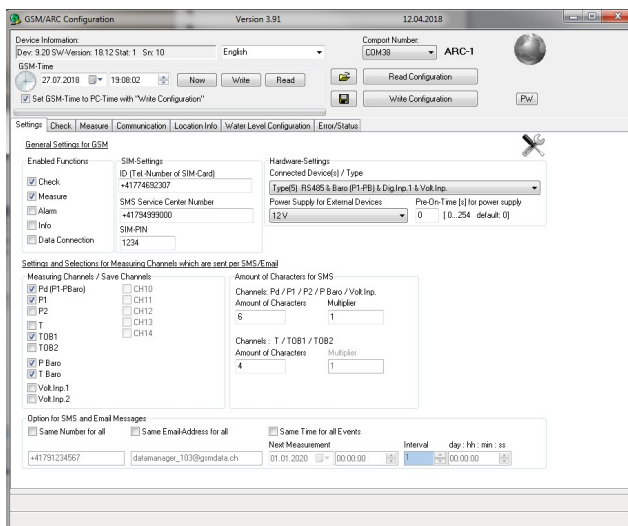 GSM/ARC Configuration Version 3.91 12.04.2018
Device Information: Comport Number:
Dev: 9.20 SW-Version: 18.12 Stat: 1 Sn: 10 English COM38 ARC-1
GSM-Time
27.07.2018 19:08:02 Now Write Read Read Configuration
Set GSM-Time to PC-Time with "Write Configuration" Write Configuration PW
Settings Check Measure Communication Location Info Water Level Configuration Error/Status
General Settings for GSM
Enabled Functions SIM-Settings Hardware-Settings
ID (Tel.-Number of SIM-Card) Connected Device(s) / Type
Check +41774692307 Type(5) RS485 & Baro (P1-PB) & Dig.Inp.1 & Volt.Inp.
Measure SMS Service Center Number Power Supply for External Devices Pre-On-Time [s] for power supply
Alarm +41794999000 12 V 0 [ 0...254 default: 0]
Info SIM-PIN
Data Connection 1234
Settings and Selections for Measuring Channels which are sent per SMS/Email
Measuring Channels / Save Channels Amount of Characters for SMS
Pd (P1-PBaro) CH10 Channels: Pd / P1 / P2 / P Baro / Volt.Inp.
P1 CH11 Amount of Characters Multiplier
P2 CH12 6 1
T CH13
TOB1 CH14 Channels : T / TOB1 / TOB2
TOB2 Amount of Characters Multiplier
P Baro 4 1
T Baro
Volt.Inp.1
Volt.Inp.2
Option for SMS and Email Messages
Same Number for all Same Email-Address for all Same Time for all Events
Next Measurement Interval day : hh : min : ss
+41791234567 datamanager_103@gsmdata.ch 01.01.2020 00:00:00 1 00:00:00